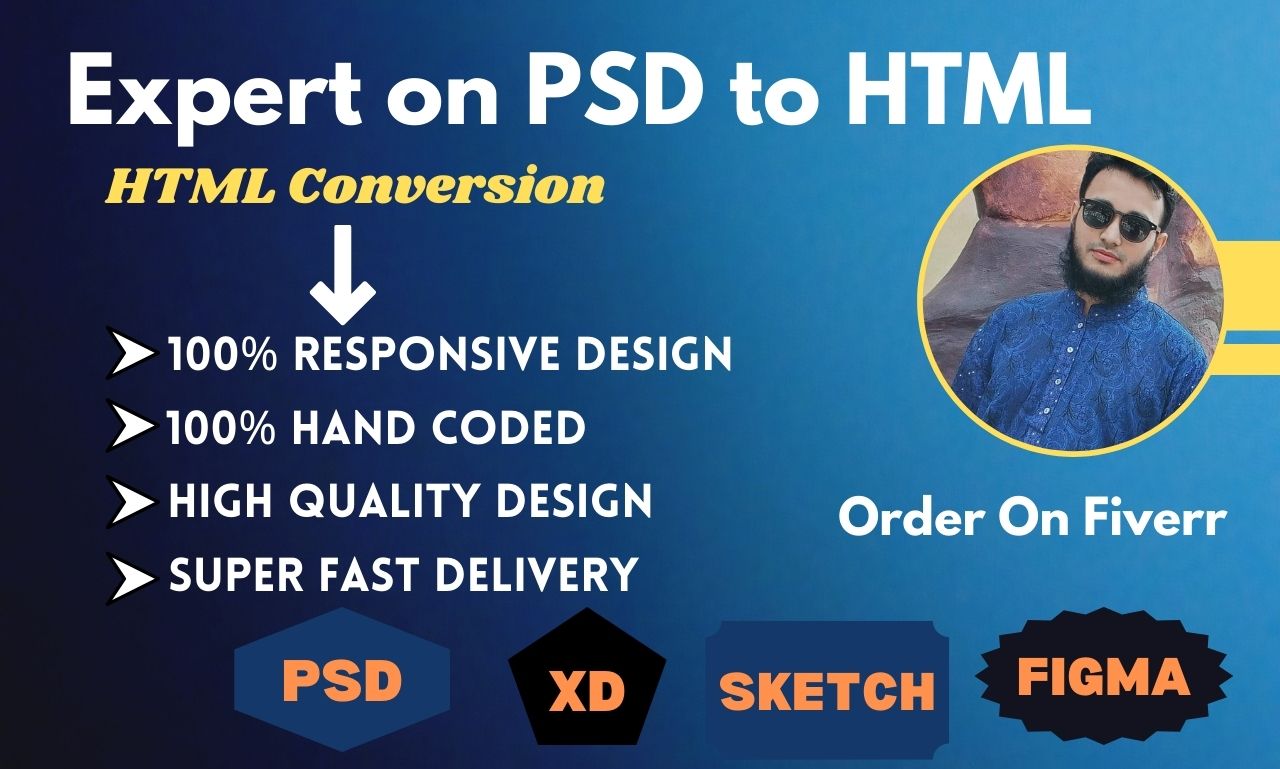 Expert on PSD to HTML
HTML Conversion
100% RESPONSIVE DESIGN
100% HAND CODED
HIGH QUALITY DESIGN
SUPER FAST DELIVERY
Order On Fiverr
PSD
XD
SKETCH
FIGMA